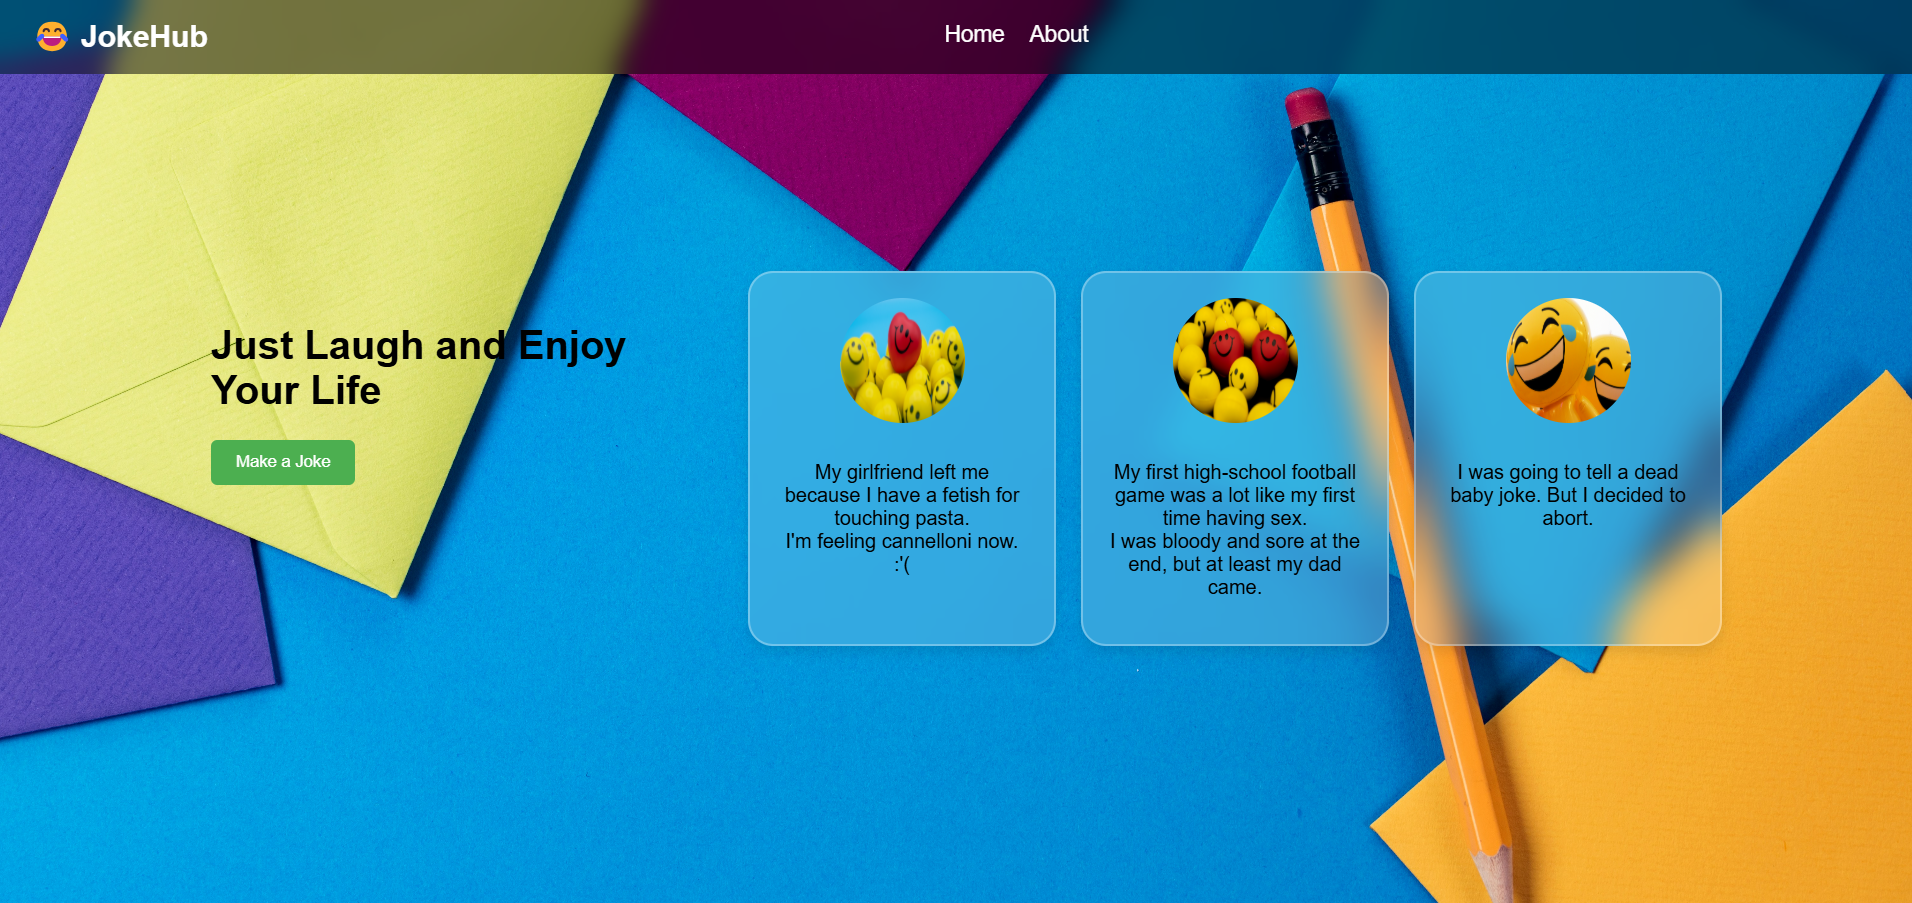 JokeHub
Home
About
Just Laugh and Enjoy
Your Life
Make a Joke
My girlfriend left me
because I have a fetish for
touching pasta.
I'm feeling cannelloni now.
:'(
My first high-school football
game was a lot like my first
time having sex.
I was bloody and sore at the
end, but at least my dad
came.
I was going to tell a dead
baby joke. But I decided to
abort.